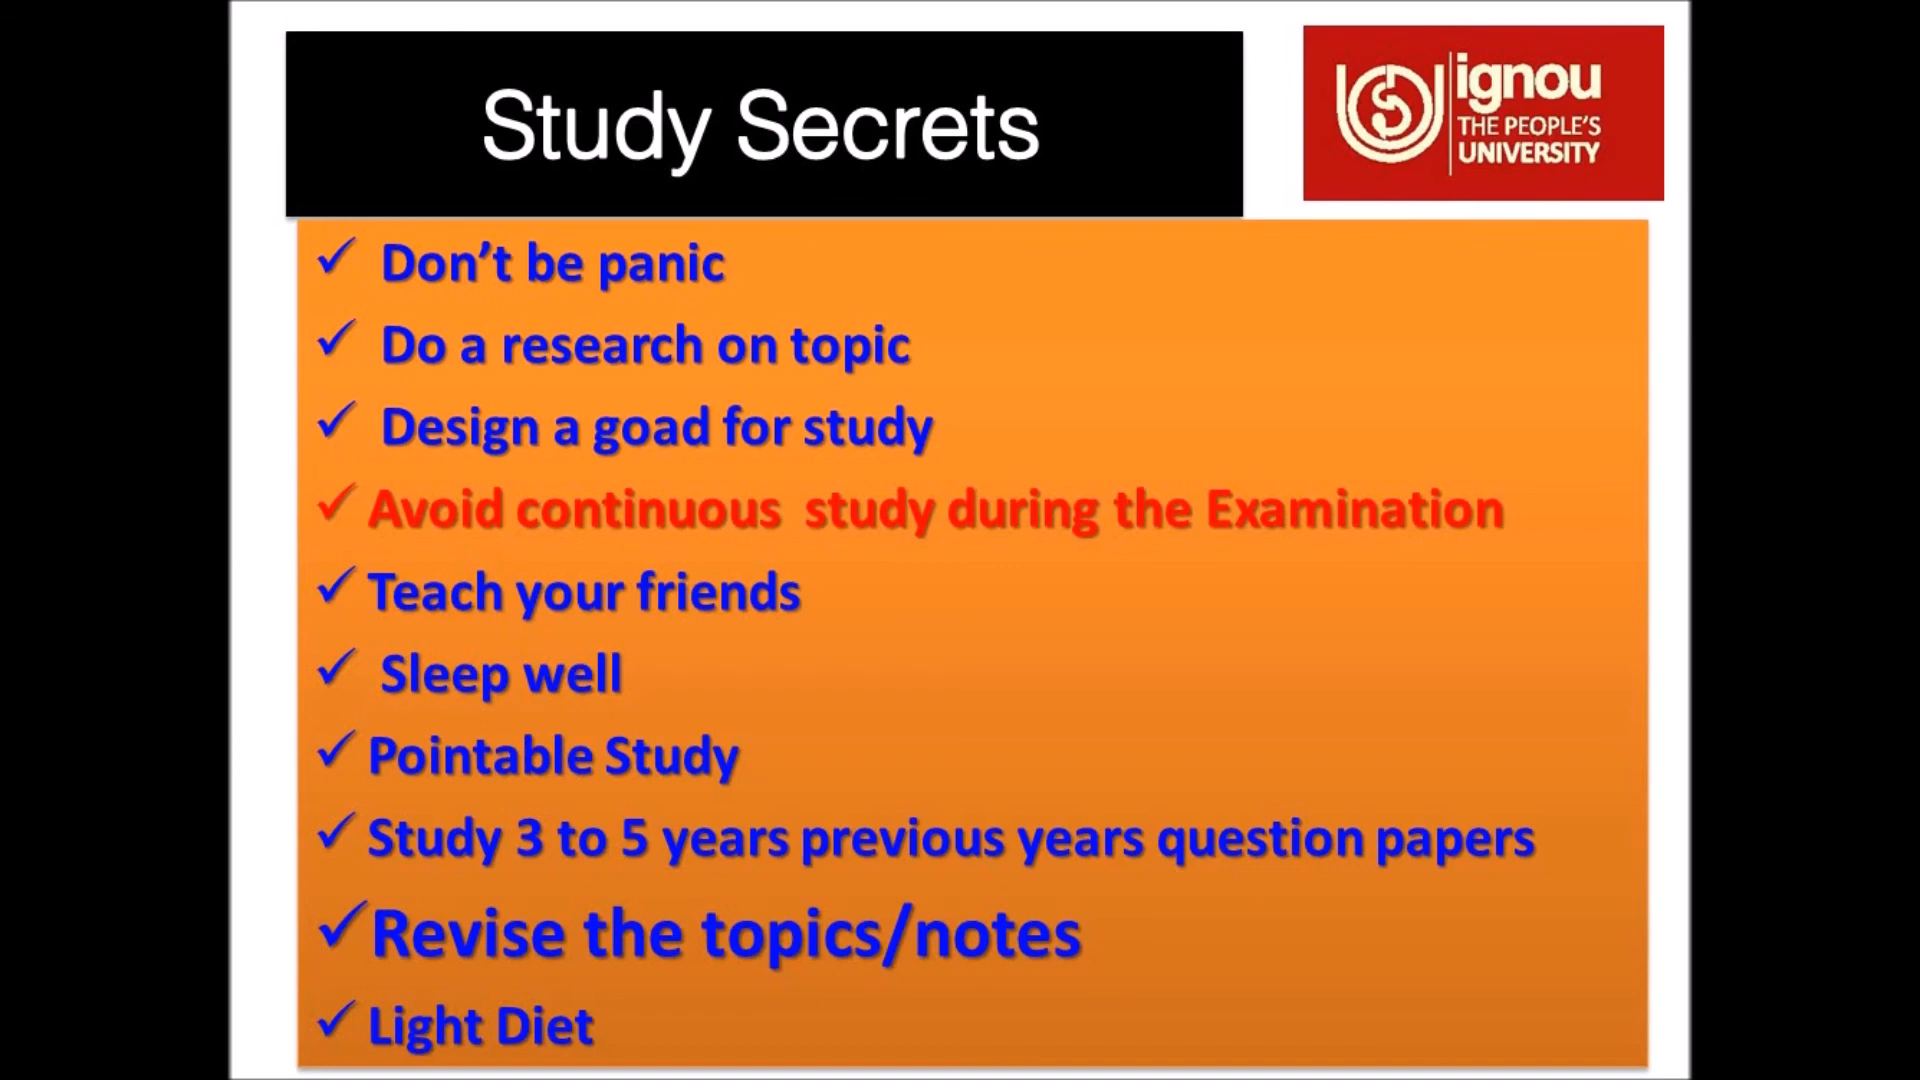 Study Secrets
ignou
THE PEOPLE'S
UNIVERSITY
✓ Don't be panic
✓ Do a research on topic
✓ Design a goad for study
✓ Avoid continuous study during the Examination
✓ Teach your friends
✓ Sleep well
✓ Pointable Study
✓ Study 3 to 5 years previous years question papers
✓ Revise the topics/notes
✓ Light Diet